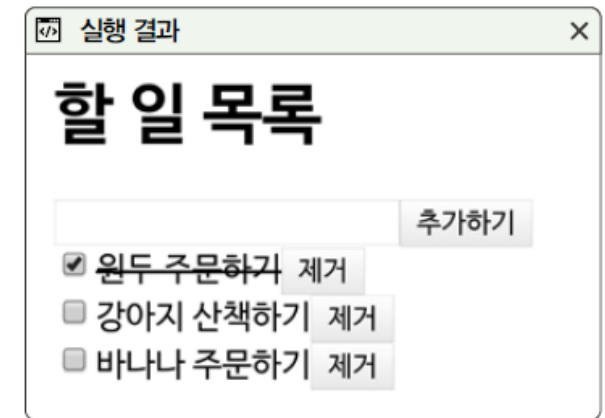 실행 결과
할 일 목록
추가하기
원두 주문하기 제거
강아지 산책하기 제거
바나나 주문하기 제거